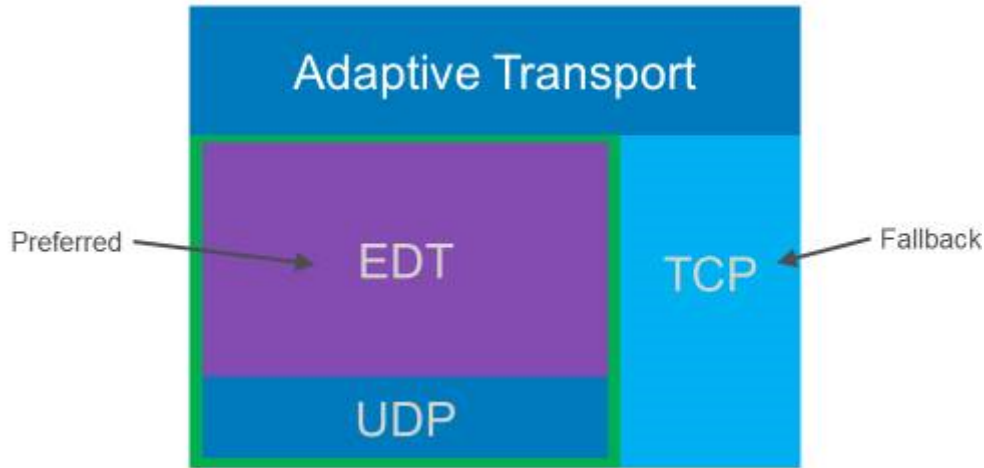 Adaptive Transport
Preferred
EDT
TCP
Fallback
UDP